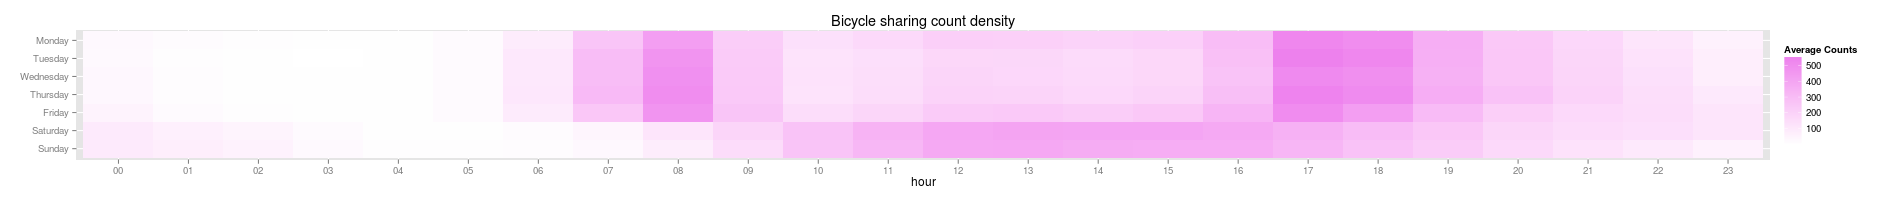 Bicycle sharing count density
Monday
Tuesday
Wednesday
Thursday
Friday
Saturday
Sunday
00 01 02 03 04 05 06 07 08 09 10 11 12 13 14 15 16 17 18 19 20 21 22 23
hour
Average Counts
500
400
300
200
100